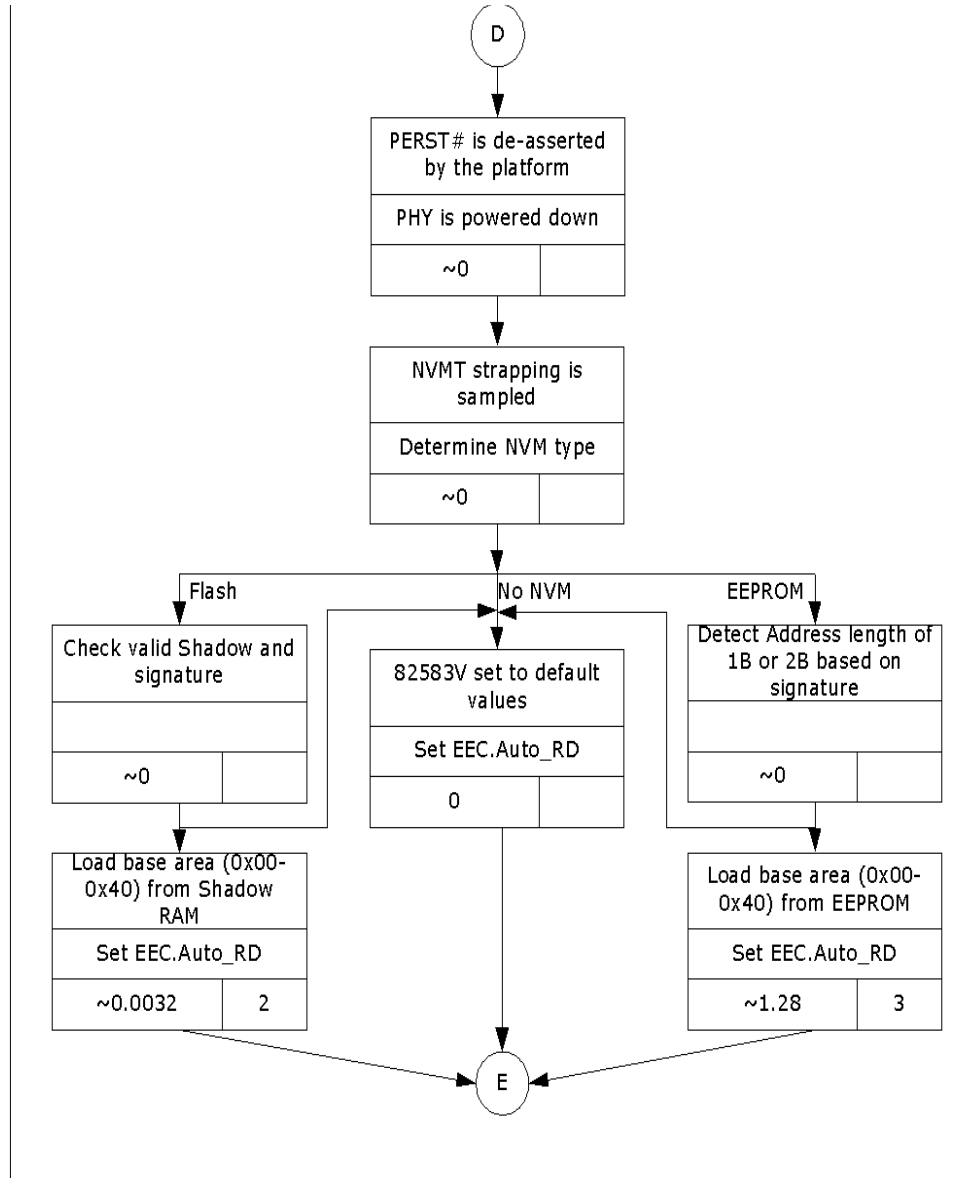 D
PERST# is de-asserted
by the platform
PHY is powered down
~0
NVMT strapping is
sampled
Determine NVM type
~0
Flash
No NVM
EEPROM
Check valid Shadow and
signature
~0
82583V set to default
values
Set EEC.Auto_RD
0
Detect Address length of
1B or 2B based on
signature
~0
Load base area (0x00-
0x40) from Shadow
RAM
Set EEC.Auto_RD
~0.0032
2
Load base area (0x00-
0x40) from EEPROM
Set EEC.Auto_RD
~1.28
3
E